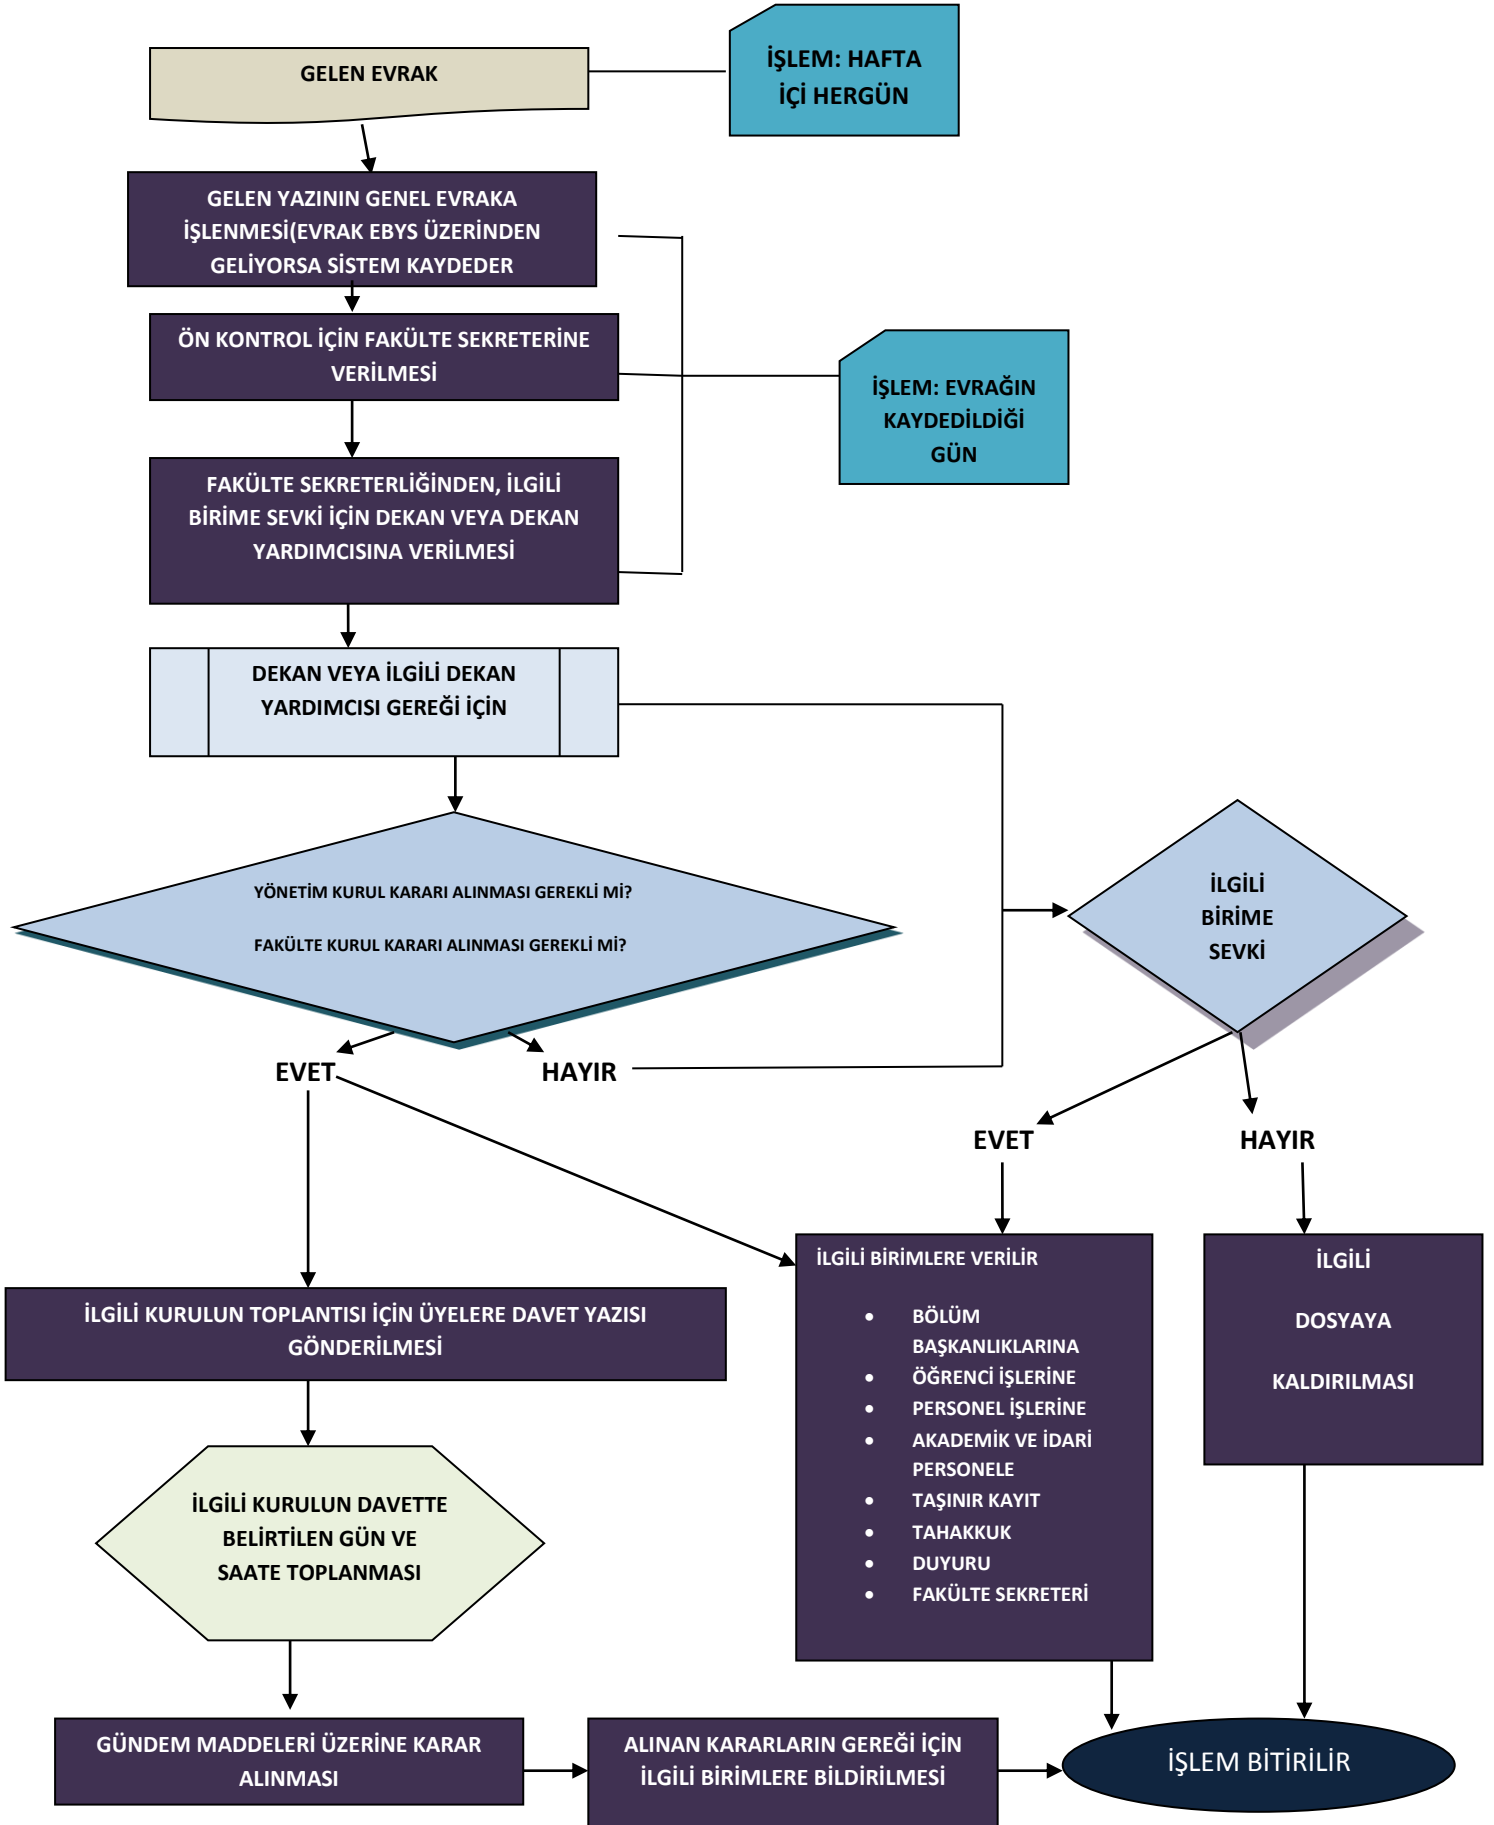 GELEN EVRAK
İŞLEM: HAFTA
İÇİ HERGÜN
GELEN YAZININ GENEL EVRAKA
İŞLENMESİ(EVRAK EBYS ÜZERİNDEN
GELİYORSA SİSTEM KAYDEDER
ÖN KONTROL İÇİN FAKÜLTE SEKRETERİNE
VERİLMESİ
İŞLEM: EVRAĞIN
KAYDEDİLDİĞİ
GÜN
FAKÜLTE SEKRETERLİĞİNDEN, İLGİLİ
BİRİME SEVKİ İÇİN DEKAN VEYA DEKAN
YARDIMCISINA VERİLMESİ
DEKAN VEYA İLGİLİ DEKAN
YARDIMCISI GEREĞİ İÇİN
YÖNETİM KURUL KARARI ALINMASI GEREKLİ Mİ?
FAKÜLTE KURUL KARARI ALINMASI GEREKLİ Mİ?
İLGİLİ
BİRİME
SEVKİ
EVET
HAYIR
EVET
HAYIR
İLGİLİ KURULUN TOPLANTISI İÇİN ÜYELERE DAVET YAZISI
GÖNDERİLMESİ
İLGİLİ BİRİMLERE VERİLİR
• BÖLÜM
BAŞKANLIKLARINA
• ÖĞRENCİ İŞLERİNE
• PERSONEL İŞLERİNE
• AKADEMİK VE İDARİ
PERSONELE
• TAŞINIR KAYIT
• TAHAKKUK
• DUYURU
• FAKÜLTE SEKRETERİ
İLGİLİ
DOSYAYA
KALDIRILMASI
İLGİLİ KURULUN DAVETTE
BELİRTİLEN GÜN VE
SAATE TOPLANMASI
GÜNDEM MADDELERİ ÜZERİNE KARAR
ALINMASI
ALINAN KARARLARIN GEREĞİ İÇİN
İLGİLİ BİRİMLERE BİLDİRİLMESİ
İŞLEM BİTİRİLİR